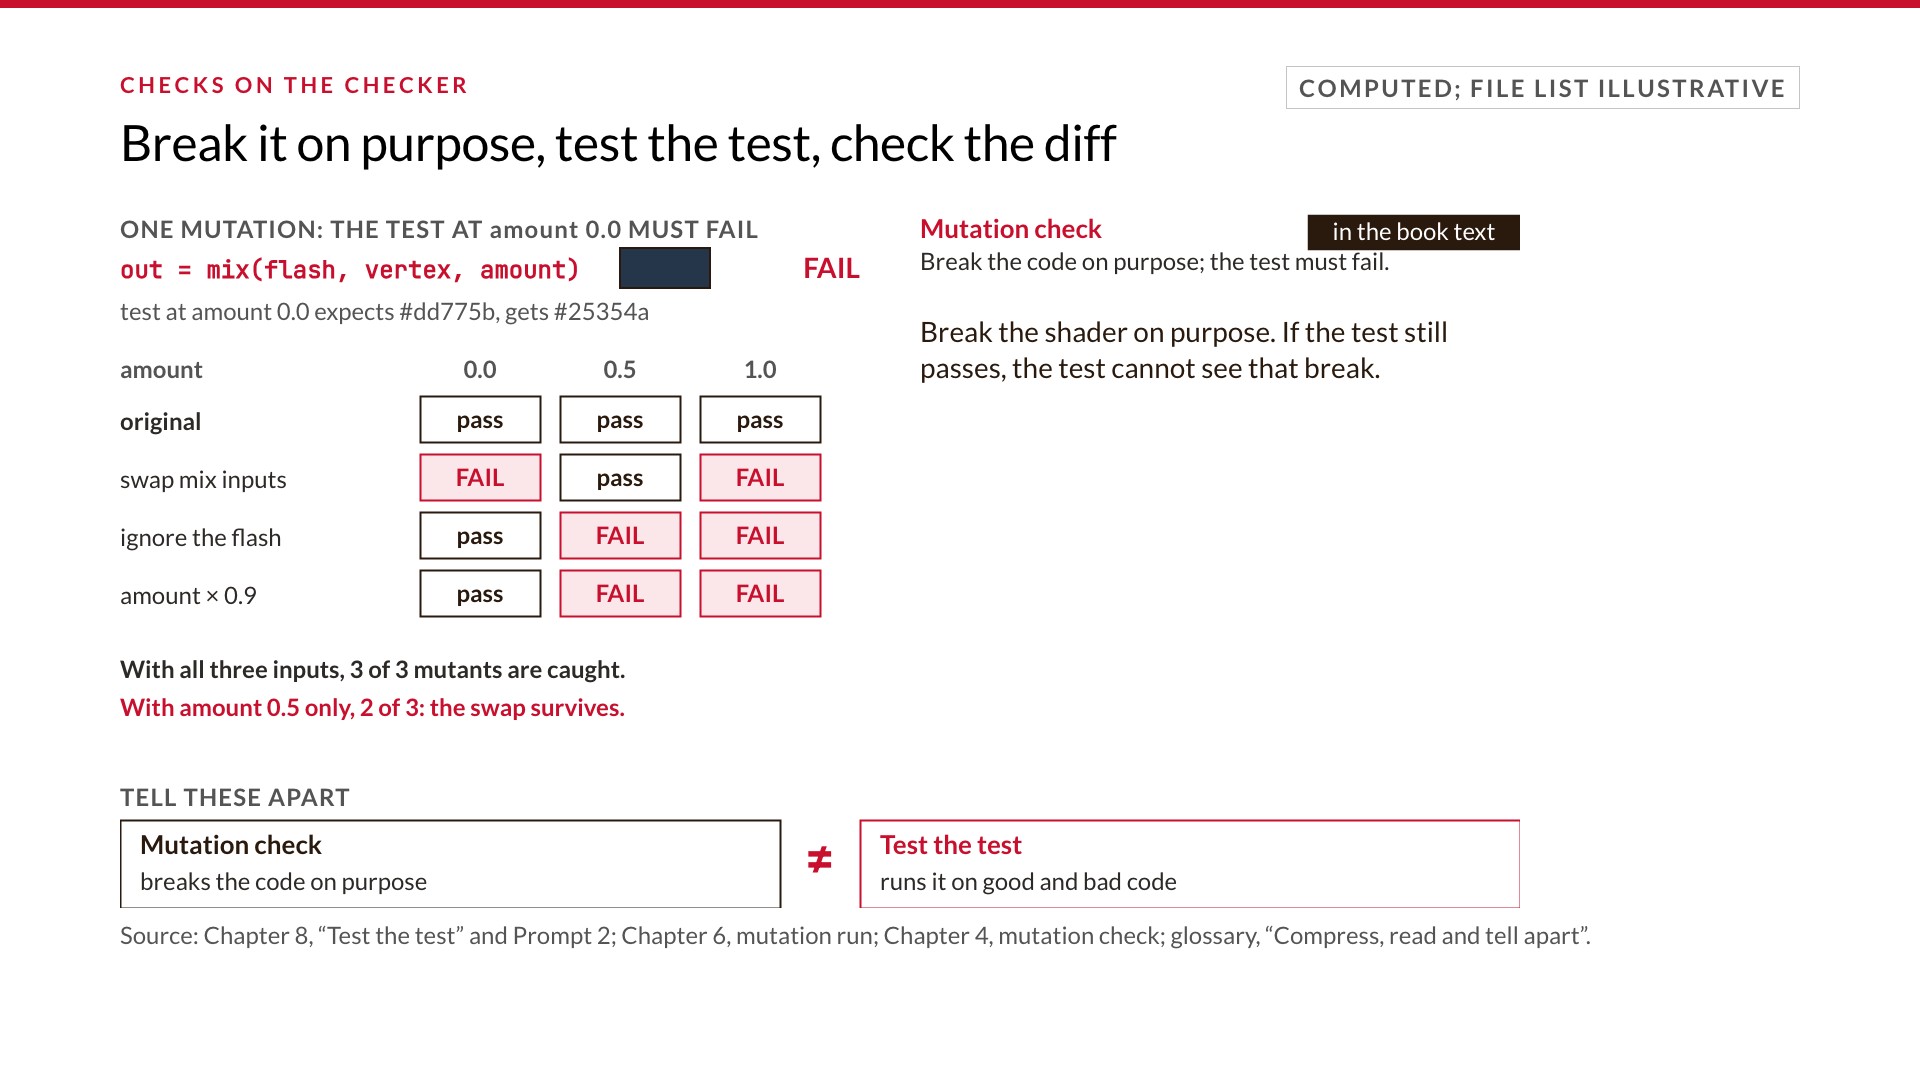 CHECKS ON THE CHECKER
COMPUTED; FILE LIST ILLUSTRATIVE
Break it on purpose, test the test, check the diff
ONE MUTATION: THE TEST AT amount 0.0 MUST FAIL
out = mix(flash, vertex, amount) FAIL
test at amount 0.0 expects #dd775b, gets #25354a
amount 0.0 0.5 1.0
original pass pass pass
swap mix inputs FAIL pass FAIL
ignore the flash pass FAIL FAIL
amount × 0.9 pass FAIL FAIL
With all three inputs, 3 of 3 mutants are caught.
With amount 0.5 only, 2 of 3: the swap survives.
Mutation check in the book text
Break the code on purpose; the test must fail.
Break the shader on purpose. If the test still
passes, the test cannot see that break.
TELL THESE APART
Mutation check
breaks the code on purpose
≠
Test the test
runs it on good and bad code
Source: Chapter 8, “Test the test” and Prompt 2; Chapter 6, mutation run; Chapter 4, mutation check; glossary, “Compress, read and tell apart”.